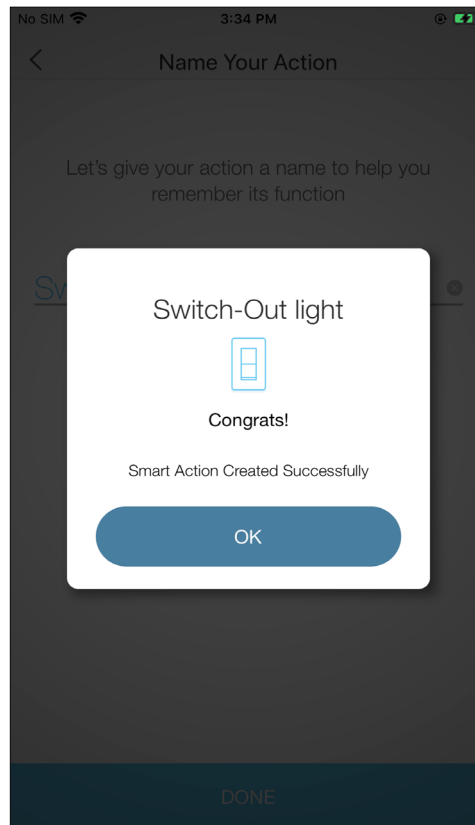 No SIM 3:34 PM
Name Your Action
Let's give your action a name to help you
remember its function
Sw
Switch-Out light
Congrats!
Smart Action Created Successfully
OK
DONE